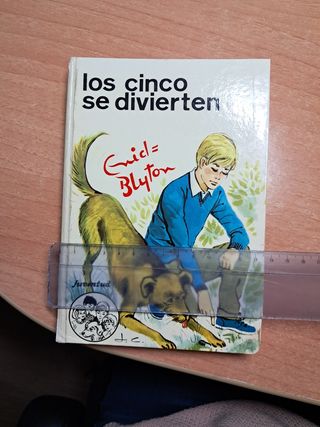 los cinco
se divierten
Enid
Blyton
Juventud
J. C.